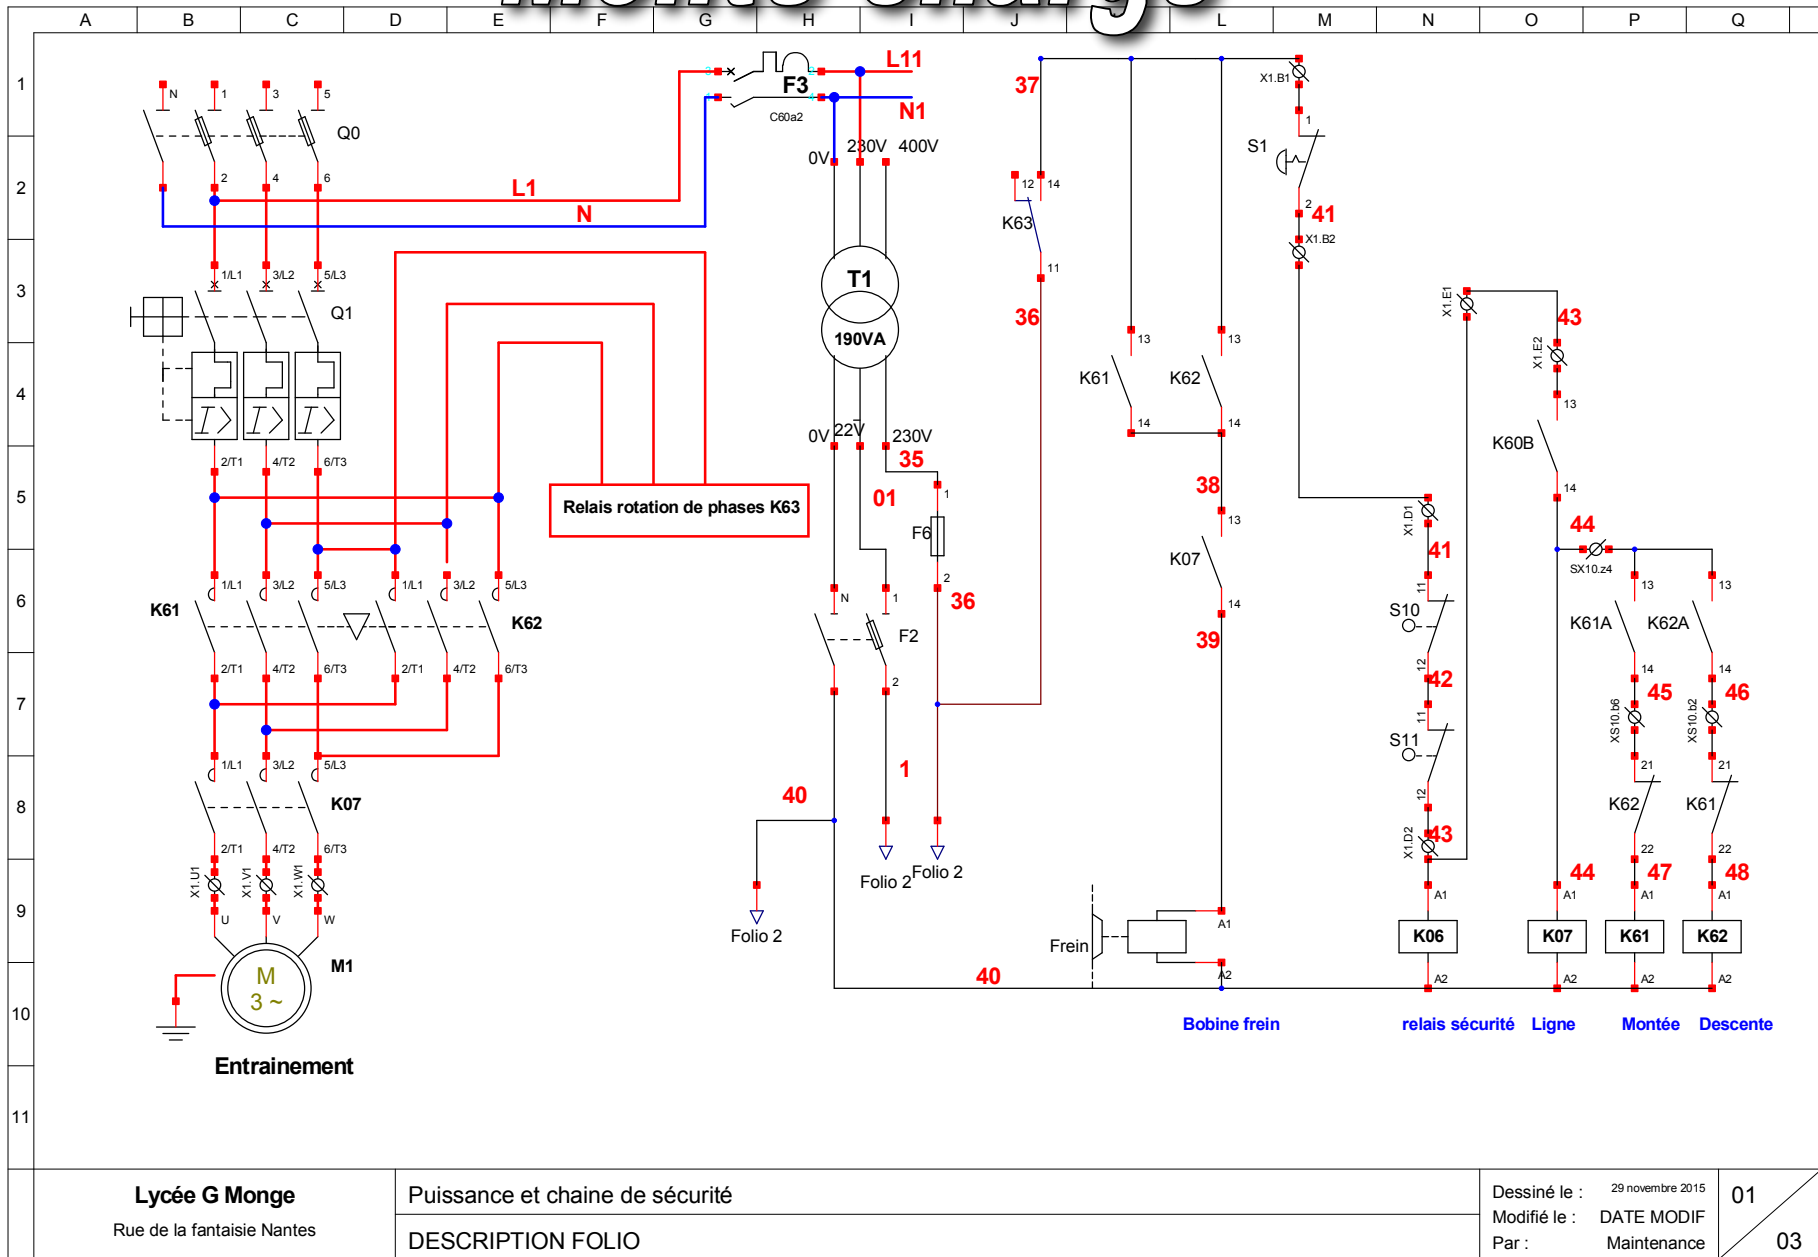 Monte Charge
A B C D E F G H I J L M N O P Q
1
2
3
4
5
6
7
8
9
10
11
N 1 3 5
Q0
2 4 6
L1
N
3 2
F3
1 4
C60a2
L11
N1
0V 230V 400V
T1
190VA
0V 22V 230V
35
01
1
F6
2
36
N 1
F2
2
1
40
Folio 2
Folio 2
Folio 2
1/L1 3/L2 5/L3
Q1
I> I> I>
2/T1 4/T2 6/T3
Relais rotation de phases K63
1/L1 3/L2 5/L3 1/L1 3/L2 5/L3
K61
K62
2/T1 4/T2 6/T3 2/T1 4/T2 6/T3
1/L1 3/L2 5/L3
K07
2/T1 4/T2 6/T3
X1.U1 X1.V1 X1.W1
U V W
M
3 ~
M1
Entrainement
37
12 14
K63
11
36
13 13
K61 K62
14 14
38
13
K07
14
39
Frein
A1
A2
40
Bobine frein
X1.B1
1
S1
2
41
X1.B2
X1.D1
41
11
S10
12
42
11
S11
12
43
X1.D2
A1
K06
A2
relais sécurité
X1.E1
43
X1.E2
13
K60B
14
44
SX10.z4
44
A1
K07
A2
Ligne
13
K61A
14
45
XS10.b6
21
K62
22
47
A1
K61
A2
Montée
13
K62A
14
46
XS10.b2
21
K61
22
48
A1
K62
A2
Descente
Lycée G Monge
Rue de la fantaisie Nantes
Puissance et chaine de sécurité
DESCRIPTION FOLIO
Dessiné le : 29 novembre 2015
Modifié le : DATE MODIF
Par : Maintenance
01
03